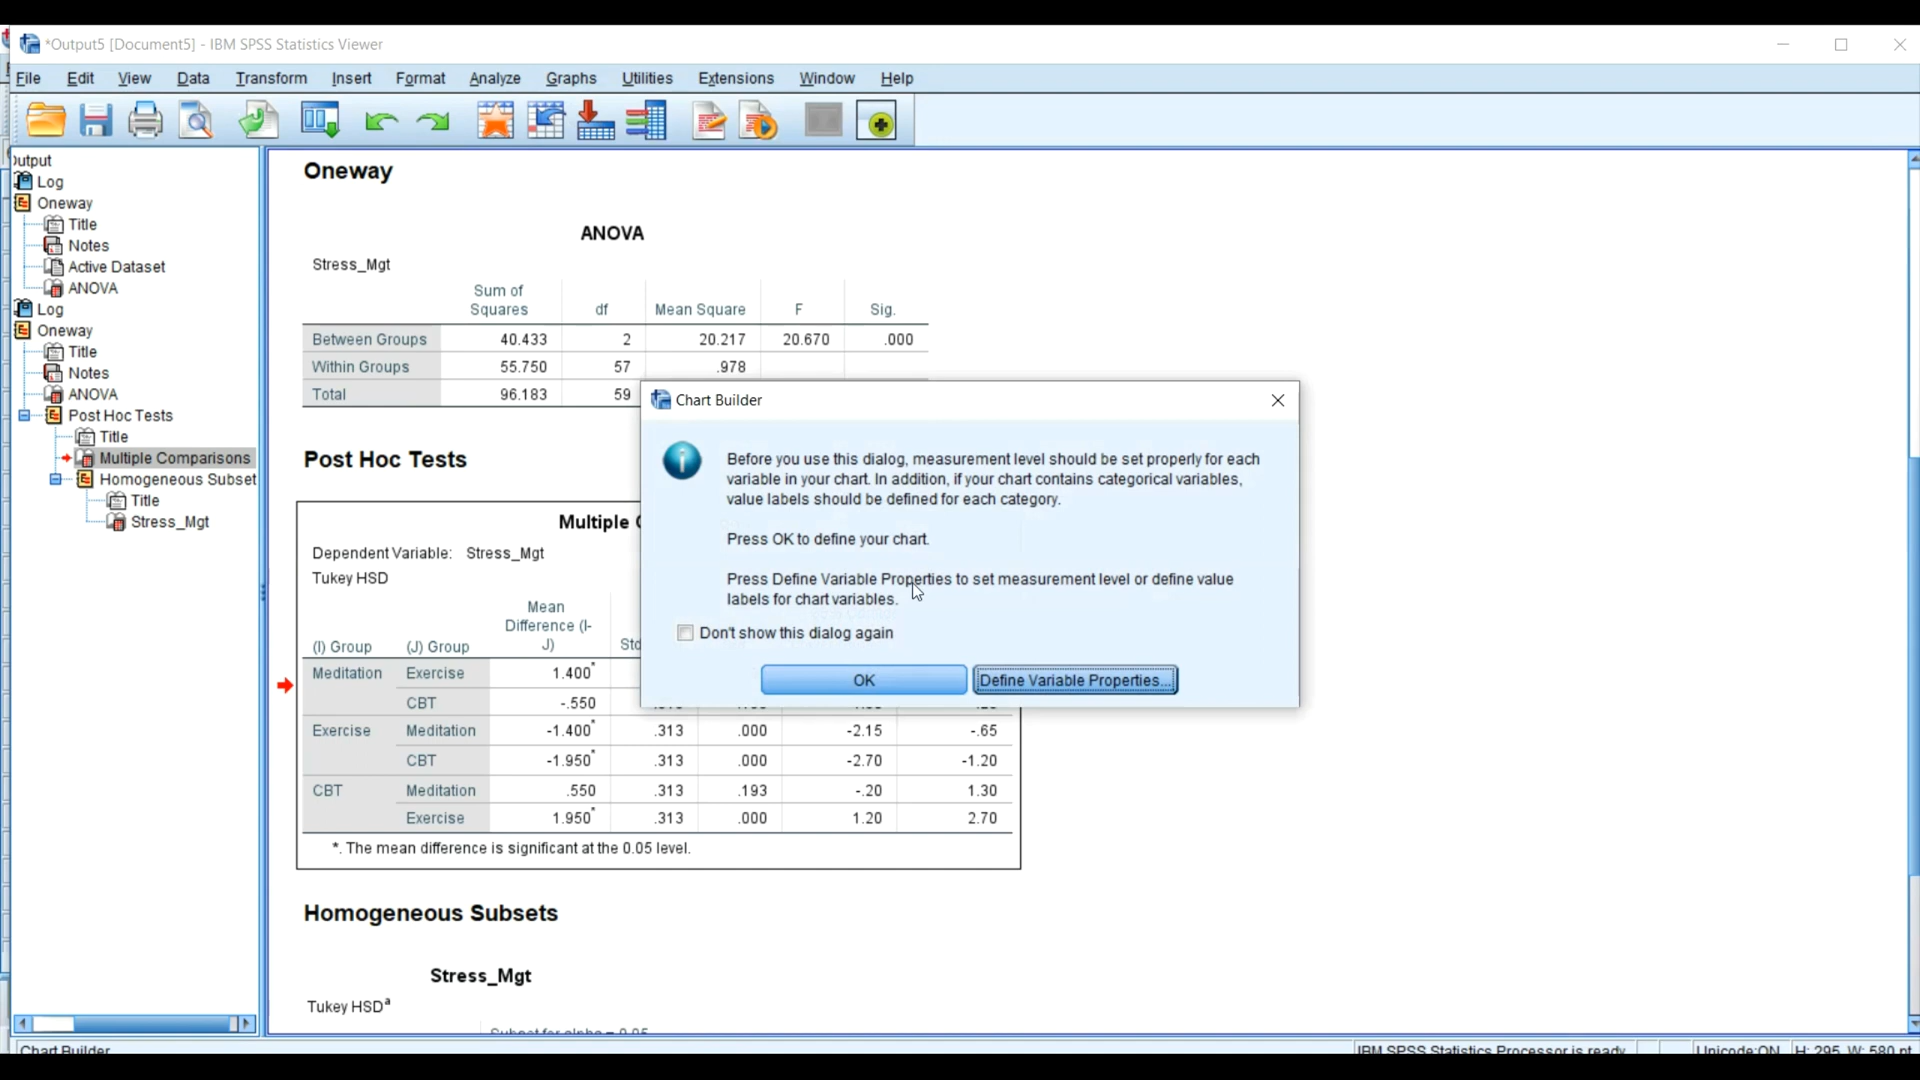 *Output5 [Document5] - IBM SPSS Statistics Viewer
File Edit View Data Transform Insert Format Analyze Graphs Utilities Extensions Window Help
Log
Oneway
Title
Notes
Active Dataset
ANOVA
Log
Oneway
Title
Notes
ANOVA
Post Hoc Tests
Title
Multiple Comparisons
Homogeneous Subset
Title
Stress_Mgt
Oneway
ANOVA
Stress_Mgt
Sum of
Squares df Mean Square F Sig.
Between Groups 40.433 2 20.217 20.670 .000
Within Groups 55.750 57 .978
Total 96.183 59
Post Hoc Tests
Multiple
Dependent Variable: Stress_Mgt
Tukey HSD
Mean
Difference (I-
(I) Group (J) Group J)
Meditation Exercise 1.400*
CBT -.550
Exercise Meditation -1.400* .313 .000 -2.15 -.65
CBT -1.950* .313 .000 -2.70 -1.20
CBT Meditation .550 .313 .193 -.20 1.30
Exercise 1.950* .313 .000 1.20 2.70
*. The mean difference is significant at the 0.05 level.
Homogeneous Subsets
Stress_Mgt
Tukey HSDa
Subset for alpha = 0.05
Chart Builder
Before you use this dialog, measurement level should be set properly for each
variable in your chart. In addition, if your chart contains categorical variables,
value labels should be defined for each category.
Press OK to define your chart.
Press Define Variable Properties to set measurement level or define value
labels for chart variables.
Don't show this dialog again
OK Define Variable Properties...
Chart Builder IBM SPSS Statistics Processor is ready Unicode:ON H: 295, W: 580 pt